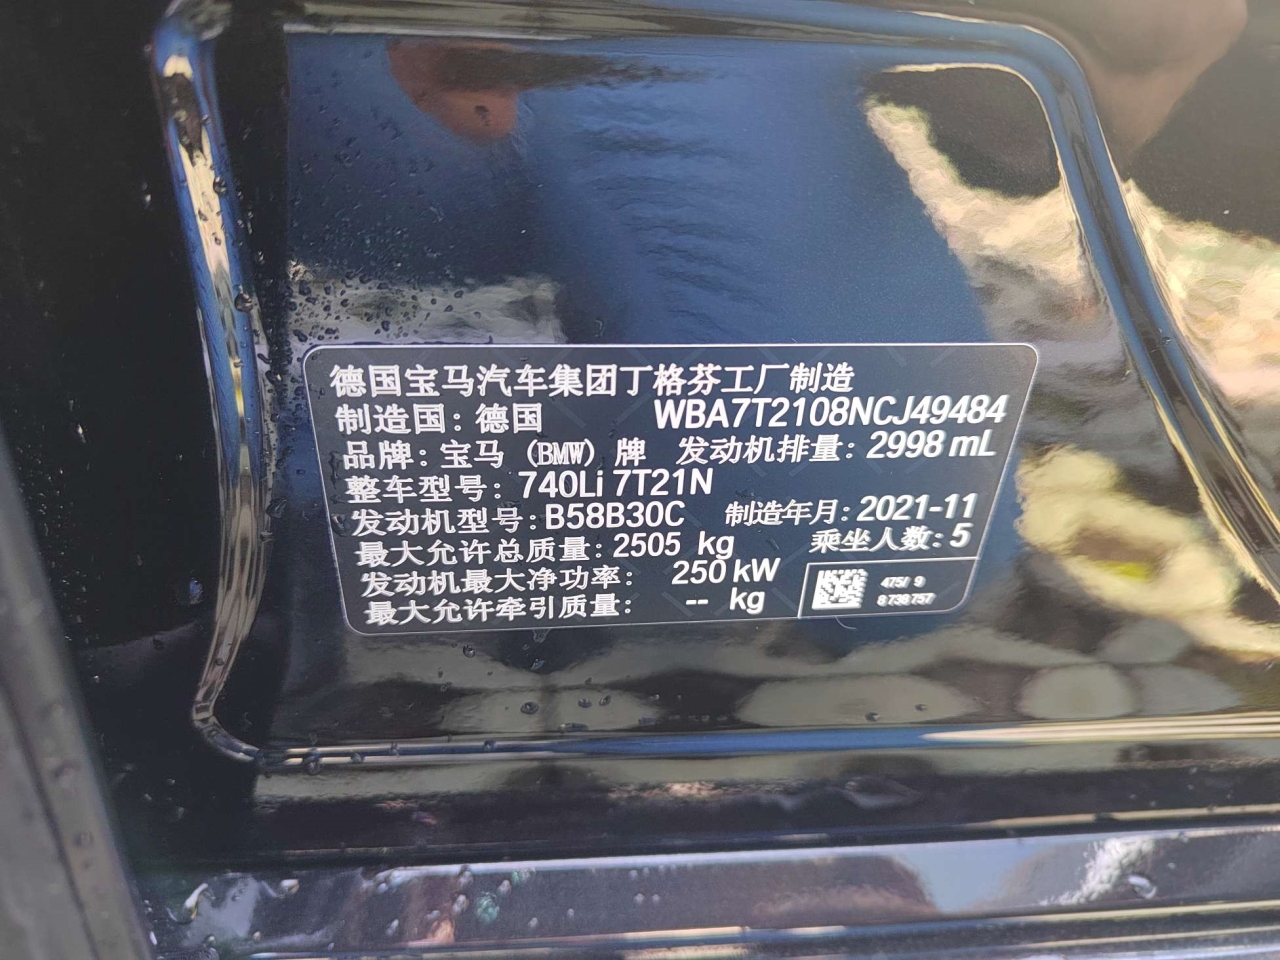 德国宝马汽车集团丁格芬工厂制造
制造国: 德国 WBA7T2108NCJ49484
品牌: 宝马 (BMW) 牌 发动机排量: 2998 mL
整车型号: 740Li 7T21N
发动机型号: B58B30C 制造年月: 2021-11
最大允许总质量: 2505 kg 乘坐人数: 5
发动机最大净功率: 250 kW
最大允许牵引质量: -- kg
475/ 9
8 738 757